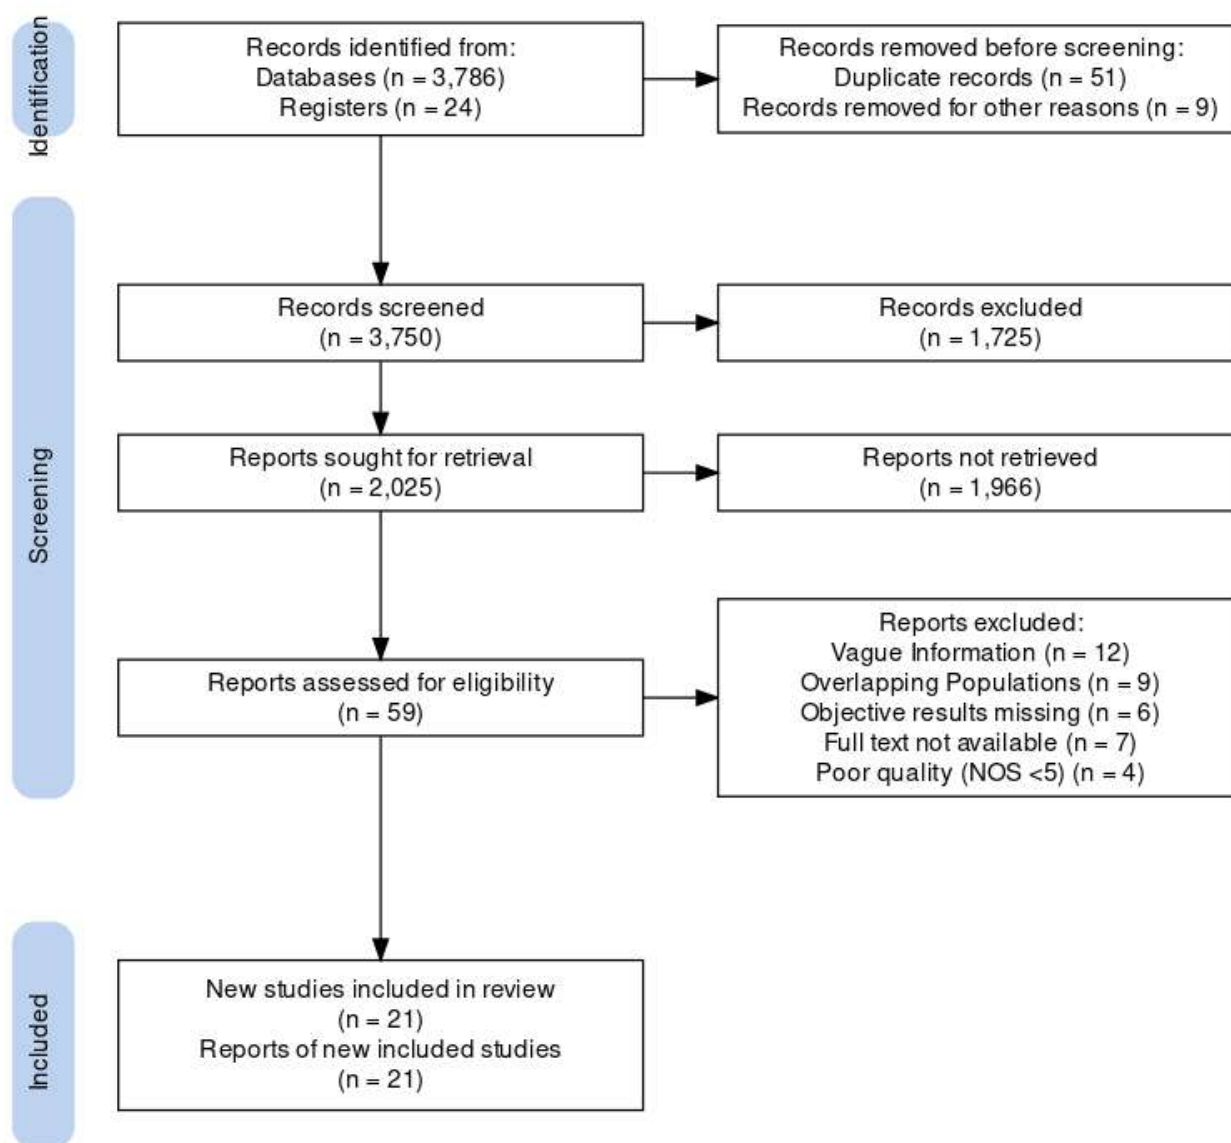 Identification
Records identified from:
Databases (n = 3,786)
Registers (n = 24)
Records removed before screening:
Duplicate records (n = 51)
Records removed for other reasons (n = 9)
Screening
Records screened
(n = 3,750)
Records excluded
(n = 1,725)
Reports sought for retrieval
(n = 2,025)
Reports not retrieved
(n = 1,966)
Reports assessed for eligibility
(n = 59)
Reports excluded:
Vague Information (n = 12)
Overlapping Populations (n = 9)
Objective results missing (n = 6)
Full text not available (n = 7)
Poor quality (NOS <5) (n = 4)
Included
New studies included in review
(n = 21)
Reports of new included studies
(n = 21)